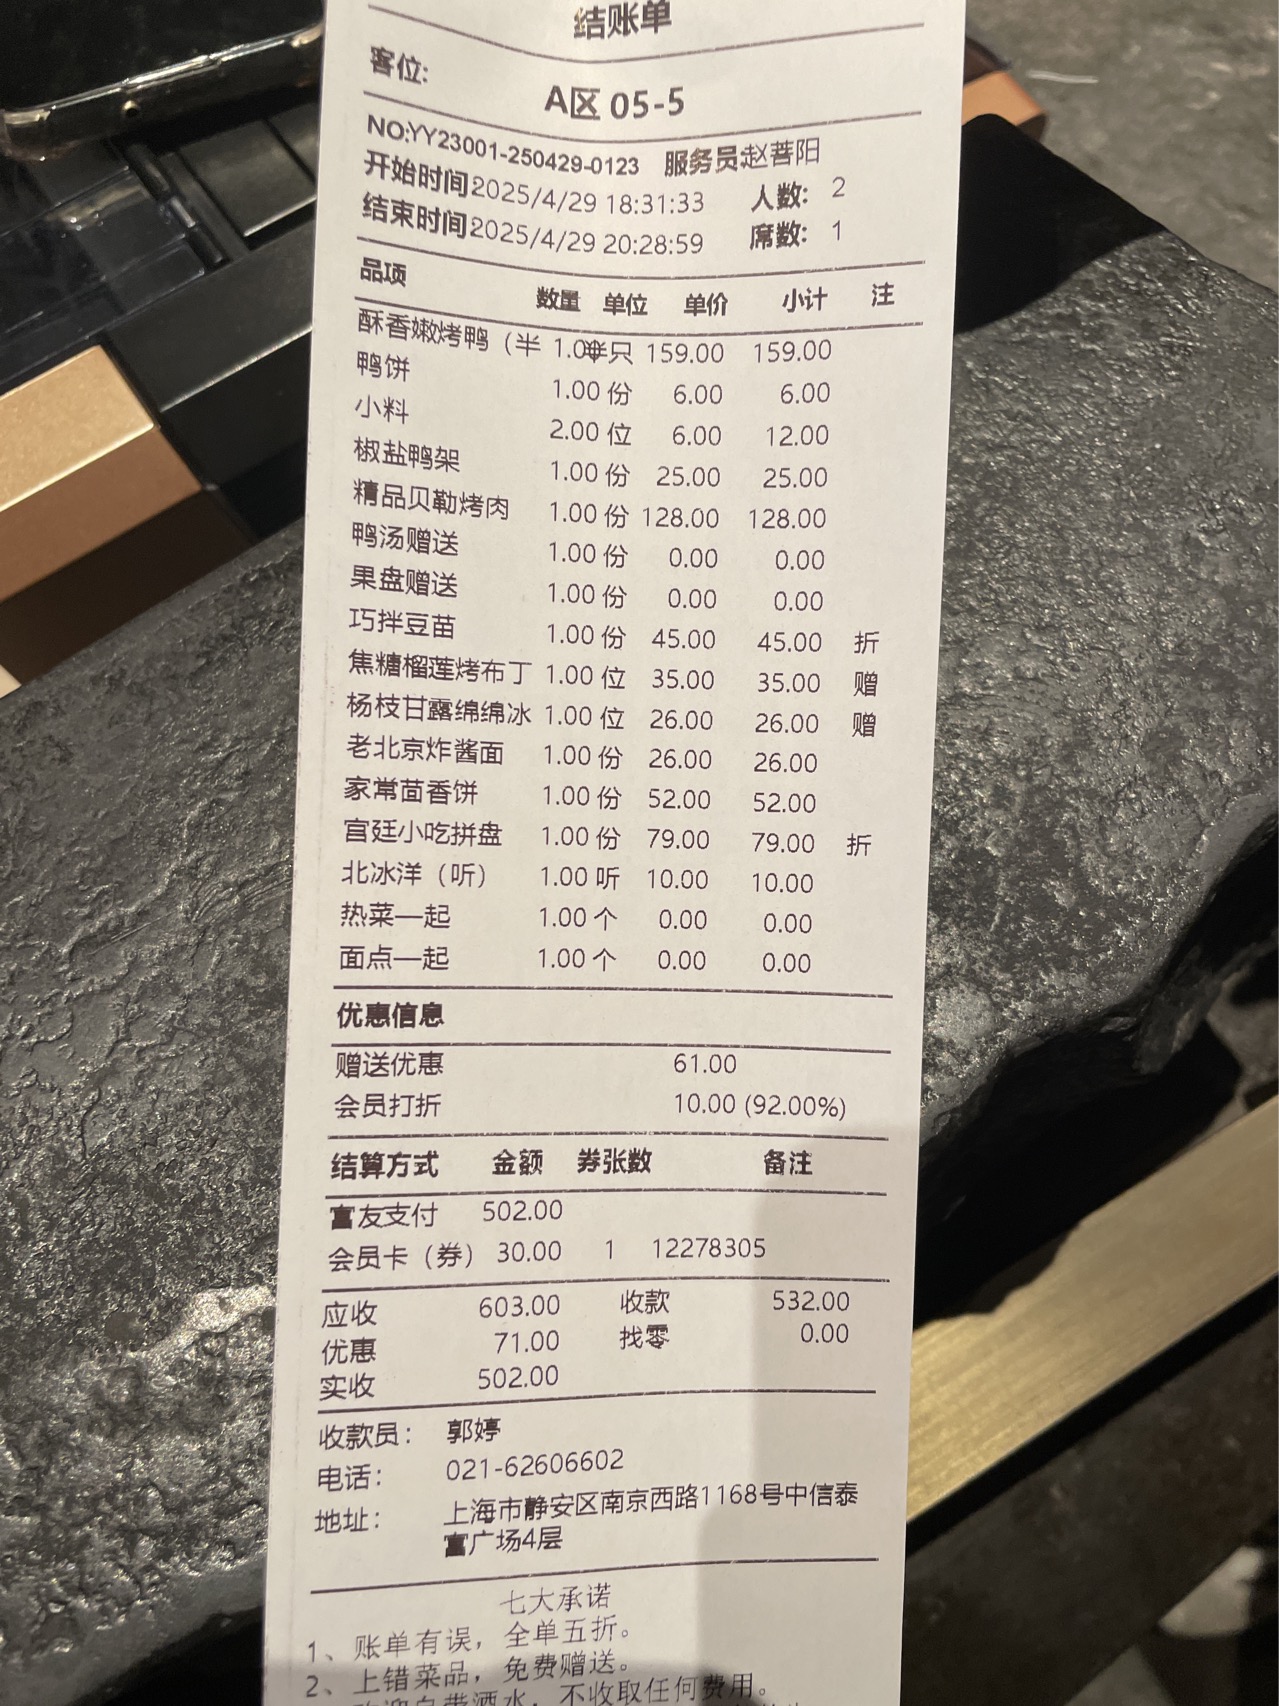 结账单
客位:
A区 05-5
NO:YY23001-250429-0123 服务员:赵菩阳
开始时间2025/4/29 18:31:33 人数: 2
结束时间2025/4/29 20:28:59 席数: 1
品项 数量 单位 单价 小计 注
酥香嫩烤鸭（半 1.00 半只 159.00 159.00
鸭饼 1.00 份 6.00 6.00
小料 2.00 位 6.00 12.00
椒盐鸭架 1.00 份 25.00 25.00
精品贝勒烤肉 1.00 份 128.00 128.00
鸭汤赠送 1.00 份 0.00 0.00
果盘赠送 1.00 份 0.00 0.00
巧拌豆苗 1.00 份 45.00 45.00 折
焦糖榴莲烤布丁 1.00 位 35.00 35.00 赠
杨枝甘露绵绵冰 1.00 位 26.00 26.00 赠
老北京炸酱面 1.00 份 26.00 26.00
家常茴香饼 1.00 份 52.00 52.00
宫廷小吃拼盘 1.00 份 79.00 79.00 折
北冰洋（听） 1.00 听 10.00 10.00
热菜一起 1.00 个 0.00 0.00
面点一起 1.00 个 0.00 0.00
优惠信息
赠送优惠 61.00
会员打折 10.00 (92.00%)
结算方式 金额 券张数 备注
富友支付 502.00
会员卡（券） 30.00 1 12278305
应收 603.00 收款 532.00
优惠 71.00 找零 0.00
实收 502.00
收款员： 郭婷
电话： 021-62606602
地址： 上海市静安区南京西路1168号中信泰
富广场4层
七大承诺
1、账单有误，全单五折。
2、上错菜品，免费赠送。
自带酒水，不收取任何费用。